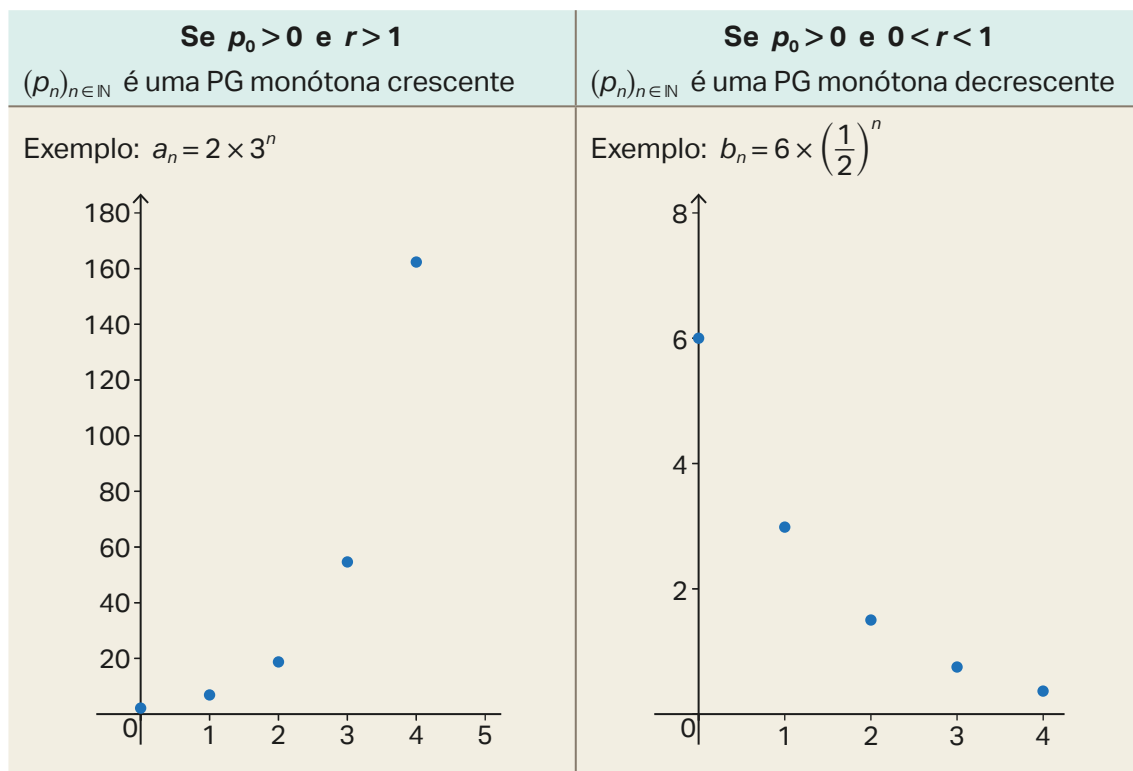 Se p₀ > 0 e r > 1
(pₙ)ₙ∈ℕ é uma PG monótona crescente
Exemplo: aₙ = 2 × 3ⁿ
180
160
140
120
100
80
60
40
20
0 1 2 3 4 5
Se p₀ > 0 e 0 < r < 1
(pₙ)ₙ∈ℕ é uma PG monótona decrescente
Exemplo: bₙ = 6 × (1/2)ⁿ
8
6
4
2
0 1 2 3 4